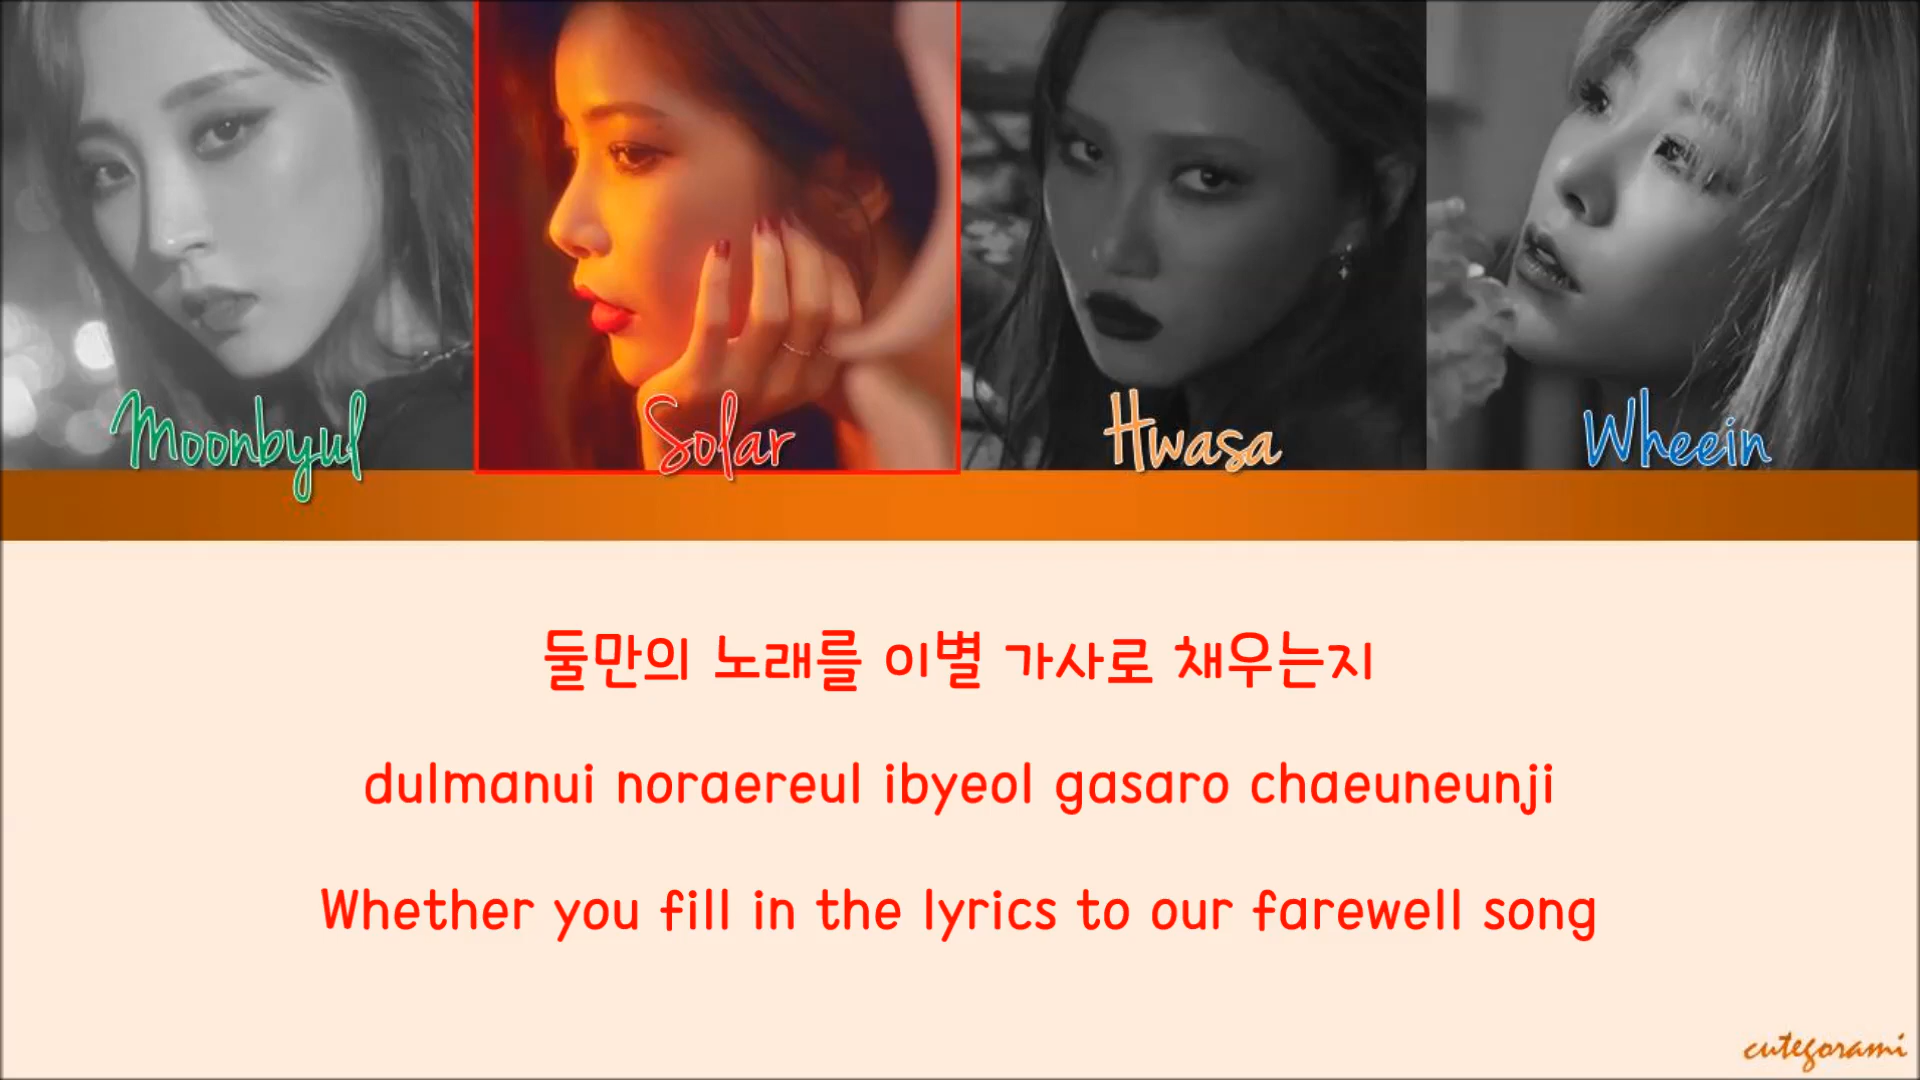 Moonbyul
Solar
Hwasa
Wheein
둘만의 노래를 이별 가사로 채우는지
dulmanui noraereul ibyeol gasaro chaeuneunji
Whether you fill in the lyrics to our farewell song
cutegorami